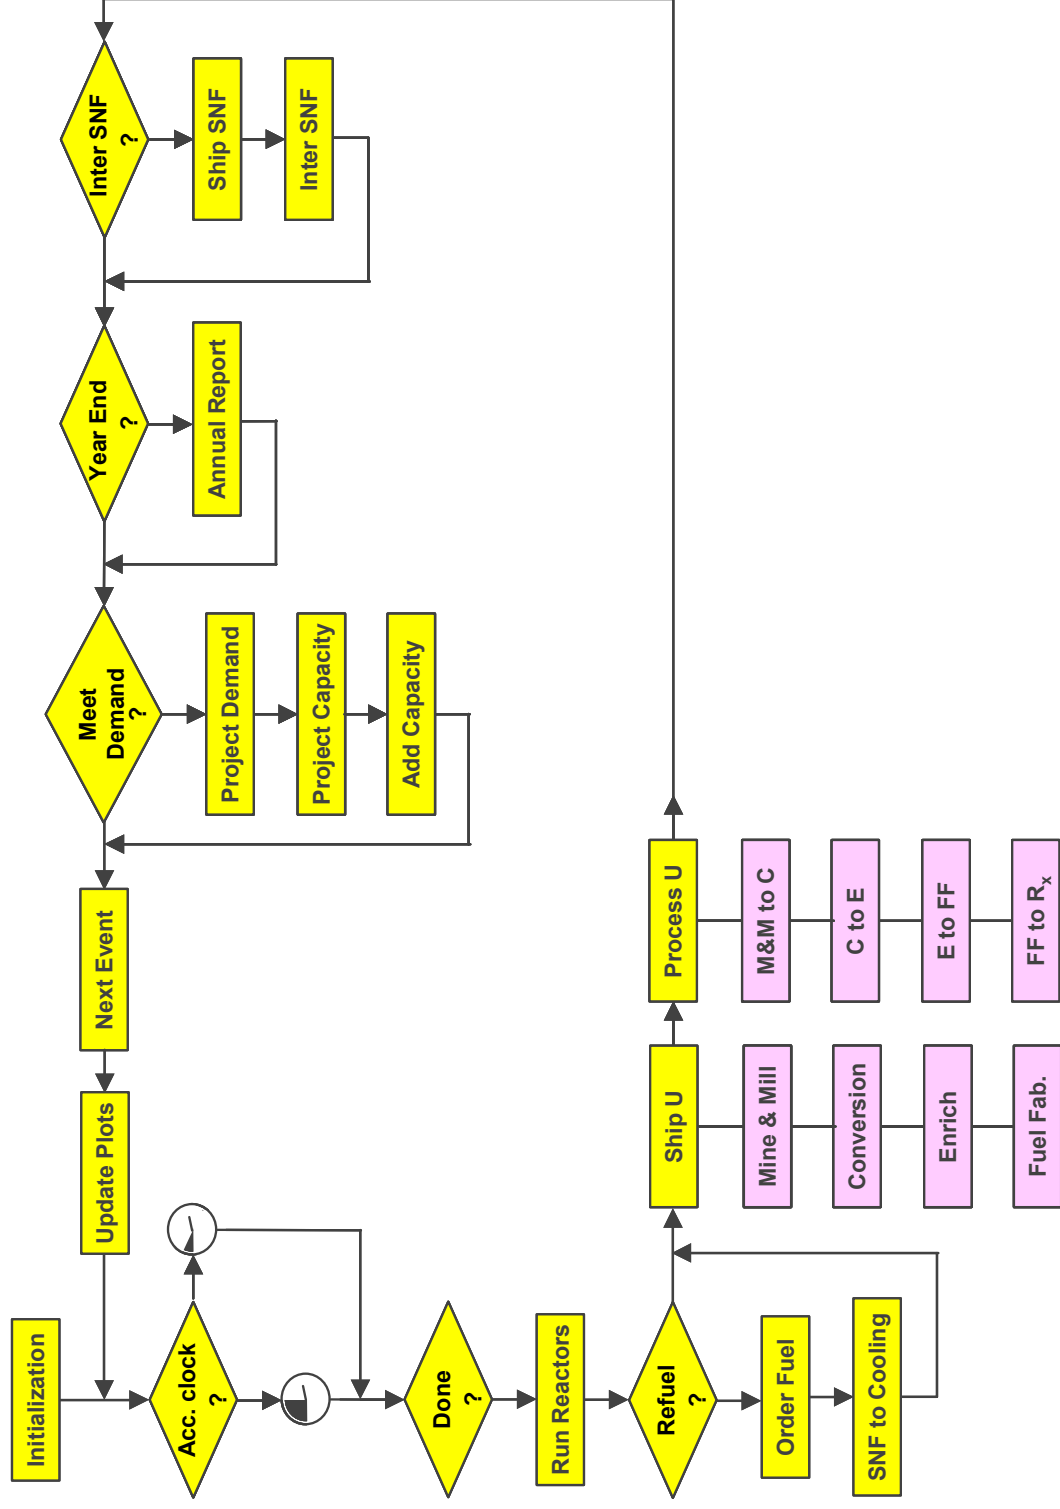 Initialization
Acc. clock
?
Done
?
Run Reactors
Refuel
?
Order Fuel
SNF to Cooling
Update Plots
Next Event
Ship U
Mine & Mill
Conversion
Enrich
Fuel Fab.
Process U
M&M to C
C to E
E to FF
FF to Rx
Meet
Demand
?
Project Demand
Project Capacity
Add Capacity
Year End
?
Annual Report
Inter SNF
?
Ship SNF
Inter SNF